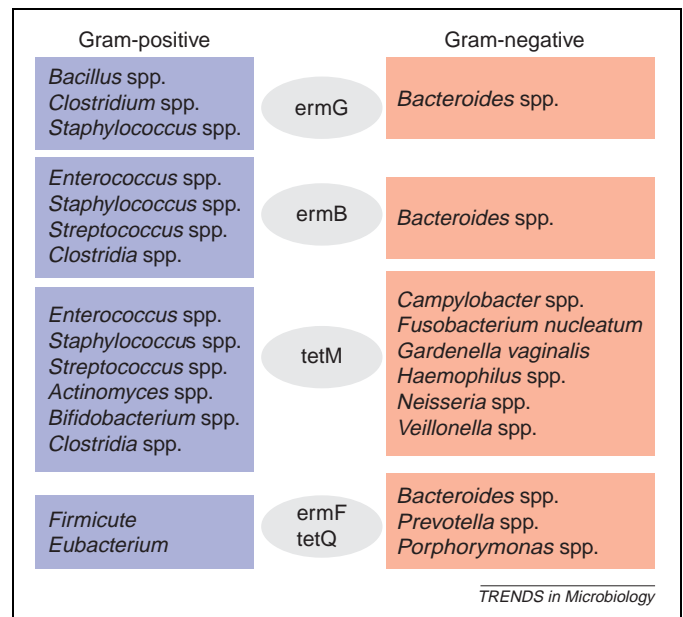 Gram-positive
Gram-negative
Bacillus spp.
Clostridium spp.
Staphylococcus spp.
ermG
Bacteroides spp.
Enterococcus spp.
Staphylococcus spp.
Streptococcus spp.
Clostridia spp.
ermB
Bacteroides spp.
Enterococcus spp.
Staphylococcus spp.
Streptococcus spp.
Actinomyces spp.
Bifidobacterium spp.
Clostridia spp.
tetM
Campylobacter spp.
Fusobacterium nucleatum
Gardenella vaginalis
Haemophilus spp.
Neisseria spp.
Veillonella spp.
Firmicute
Eubacterium
ermF
tetQ
Bacteroides spp.
Prevotella spp.
Porphorymonas spp.
TRENDS in Microbiology